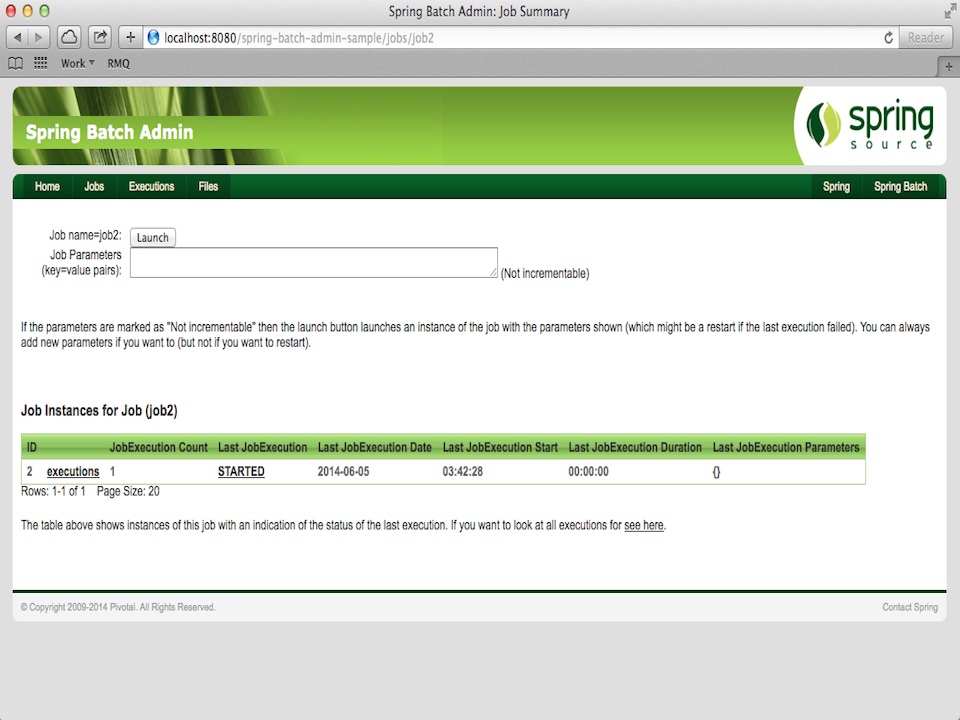 Spring Batch Admin: Job Summary
localhost:8080/spring-batch-admin-sample/jobs/job2
Reader
Work RMQ
Spring Batch Admin
spring
source
Home Jobs Executions Files Spring Spring Batch
Job name=job2: Launch
Job Parameters
(key=value pairs): (Not incrementable)
If the parameters are marked as "Not incrementable" then the launch button launches an instance of the job with the parameters shown (which might be a restart if the last execution failed). You can always
add new parameters if you want to (but not if you want to restart).
Job Instances for Job (job2)
ID JobExecution Count Last JobExecution Last JobExecution Date Last JobExecution Start Last JobExecution Duration Last JobExecution Parameters
2 executions 1 STARTED 2014-06-05 03:42:28 00:00:00 {}
Rows: 1-1 of 1 Page Size: 20
The table above shows instances of this job with an indication of the status of the last execution. If you want to look at all executions for see here.
© Copyright 2009-2014 Pivotal. All Rights Reserved. Contact Spring